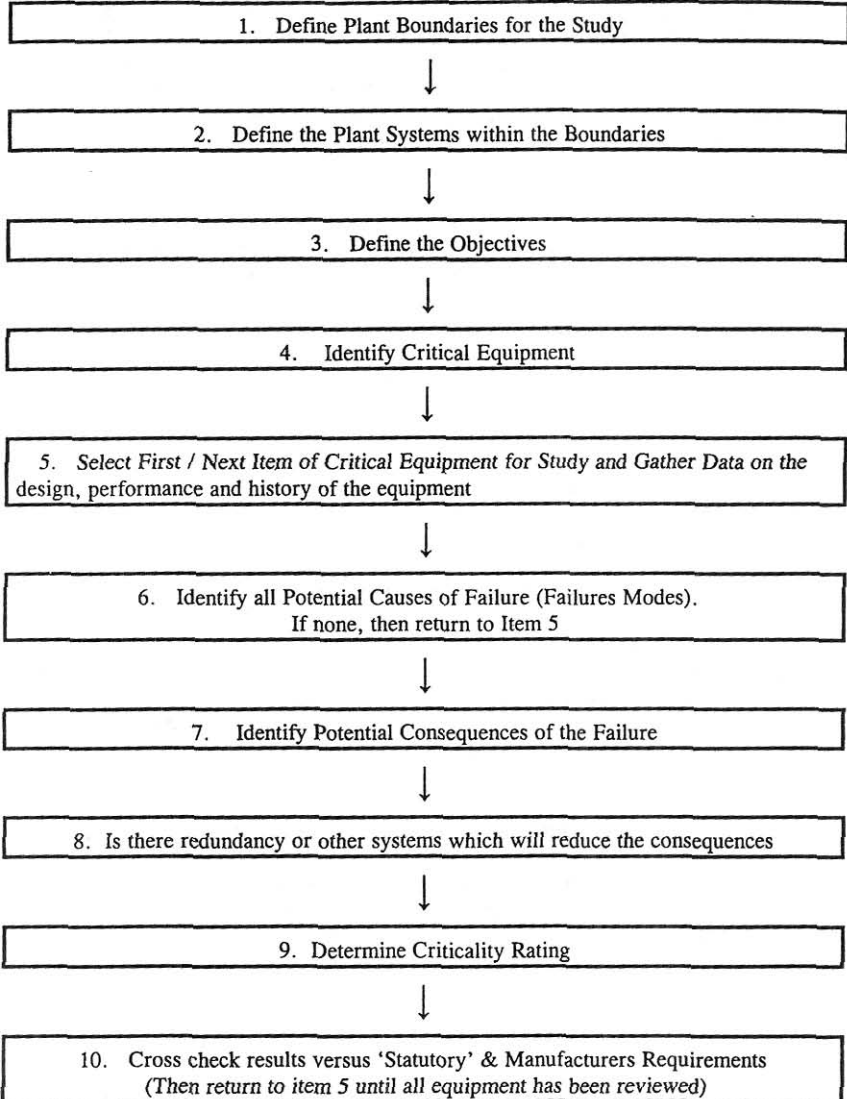 1. Define Plant Boundaries for the Study
2. Define the Plant Systems within the Boundaries
3. Define the Objectives
4. Identify Critical Equipment
5. Select First / Next Item of Critical Equipment for Study and Gather Data on the
design, performance and history of the equipment
6. Identify all Potential Causes of Failure (Failures Modes).
If none, then return to Item 5
7. Identify Potential Consequences of the Failure
8. Is there redundancy or other systems which will reduce the consequences
9. Determine Criticality Rating
10. Cross check results versus ‘Statutory’ & Manufacturers Requirements
(Then return to item 5 until all equipment has been reviewed)